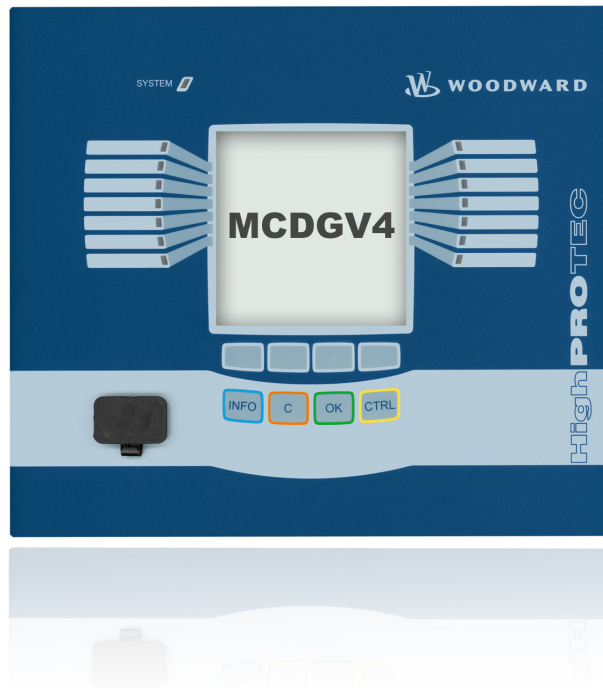 SYSTEM
WOODWARD
MCDGV4
HighPROTEC
INFO
C
OK
CTRL